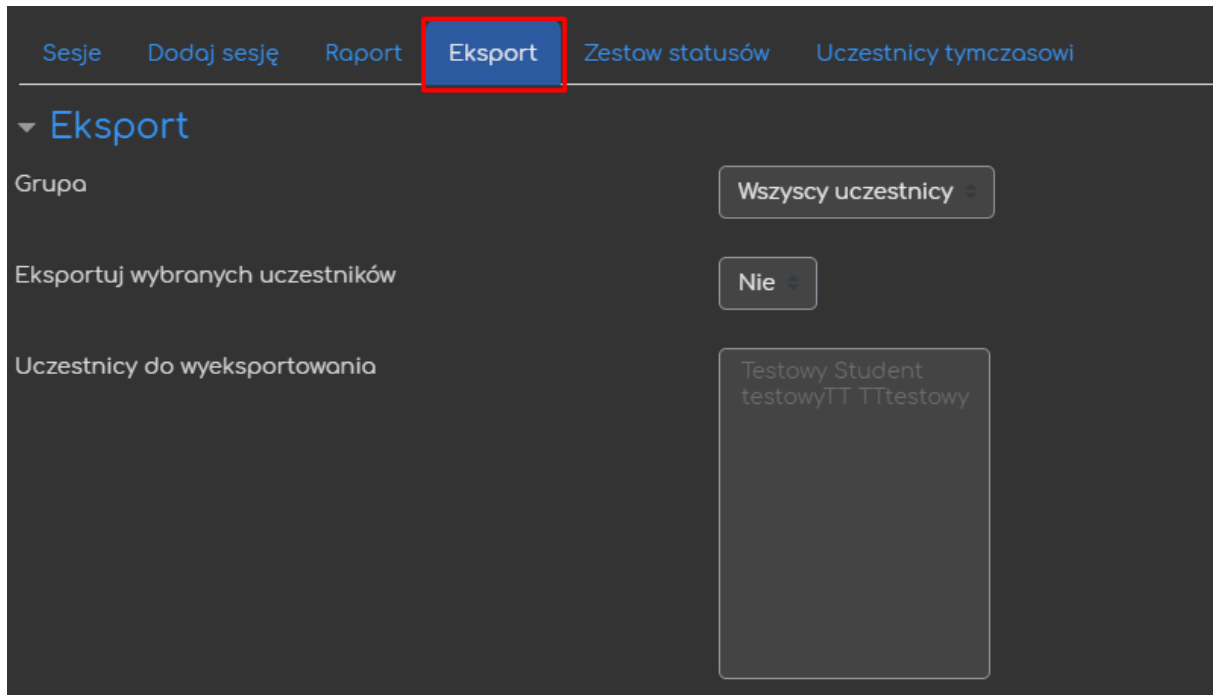 Sesje Dodaj sesję Raport Eksport Zestaw statusów Uczestnicy tymczasowi
Eksport
Grupa Wszyscy uczestnicy
Eksportuj wybranych uczestników Nie
Uczestnicy do wyeksportowania Testowy Student
testowyTT TTtestowy